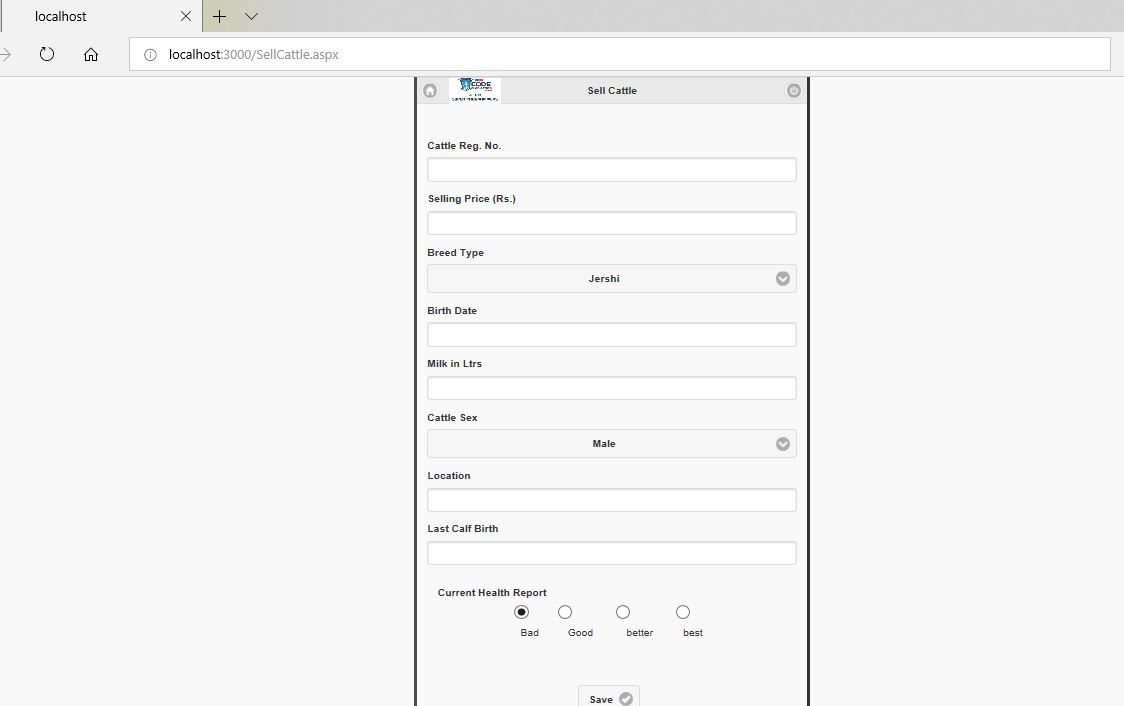 localhost
localhost:3000/SellCattle.aspx
CODE
Sell Cattle
Cattle Reg. No.
Selling Price (Rs.)
Breed Type
Jershi
Birth Date
Milk in Ltrs
Cattle Sex
Male
Location
Last Calf Birth
Current Health Report
Bad Good better best
Save